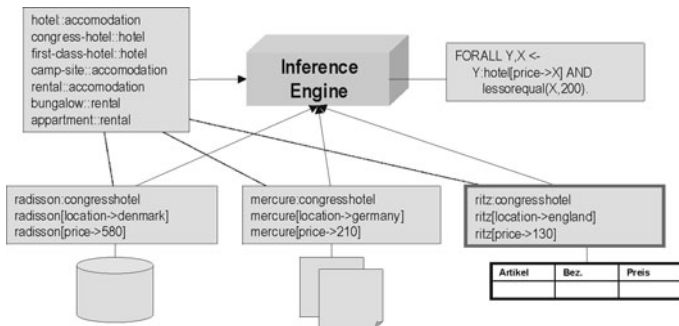 hotel::accomodation
congress-hotel::hotel
first-class-hotel::hotel
camp-site::accomodation
rental::accomodation
bungalow::rental
appartment::rental
Inference
Engine
FORALL Y,X <-
Y:hotel[price->X] AND
lessorequal(X,200).
radisson:congresshotel
radisson[location->denmark]
radisson[price->580]
mercure:congresshotel
mercure[location->germany]
mercure[price->210]
ritz:congresshotel
ritz[location->england]
ritz[price->130]
Artikel Bez. Preis